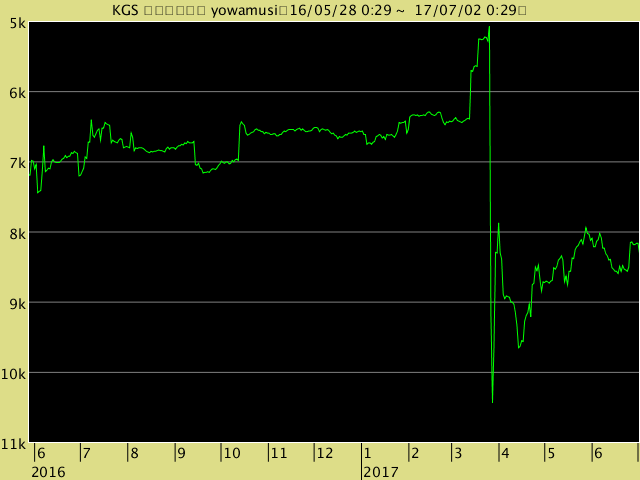 KGS □□□□□□ yowamusi□16/05/28 0:29 ~ 17/07/02 0:29□
5k
6k
7k
8k
9k
10k
11k
6 7 8 9 10 11 12 1 2 3 4 5 6
2016 2017